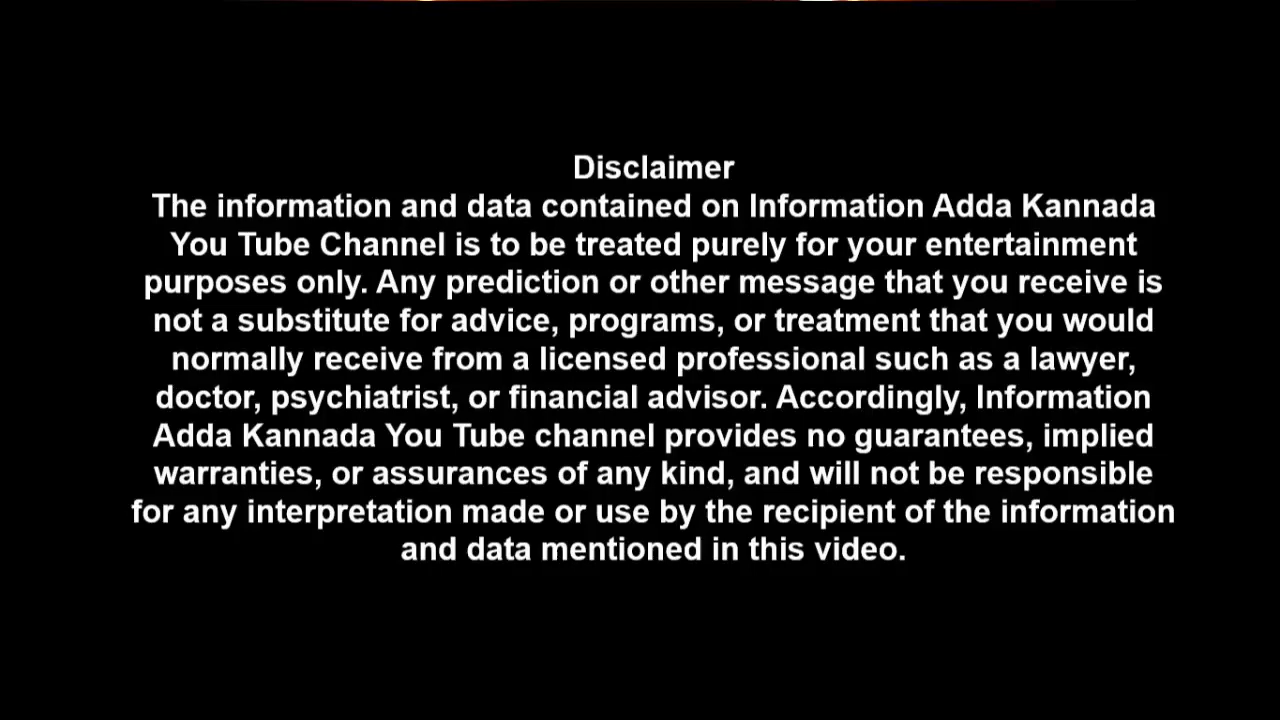 Disclaimer
The information and data contained on Information Adda Kannada
You Tube Channel is to be treated purely for your entertainment
purposes only. Any prediction or other message that you receive is
not a substitute for advice, programs, or treatment that you would
normally receive from a licensed professional such as a lawyer,
doctor, psychiatrist, or financial advisor. Accordingly, Information
Adda Kannada You Tube channel provides no guarantees, implied
warranties, or assurances of any kind, and will not be responsible
for any interpretation made or use by the recipient of the information
and data mentioned in this video.